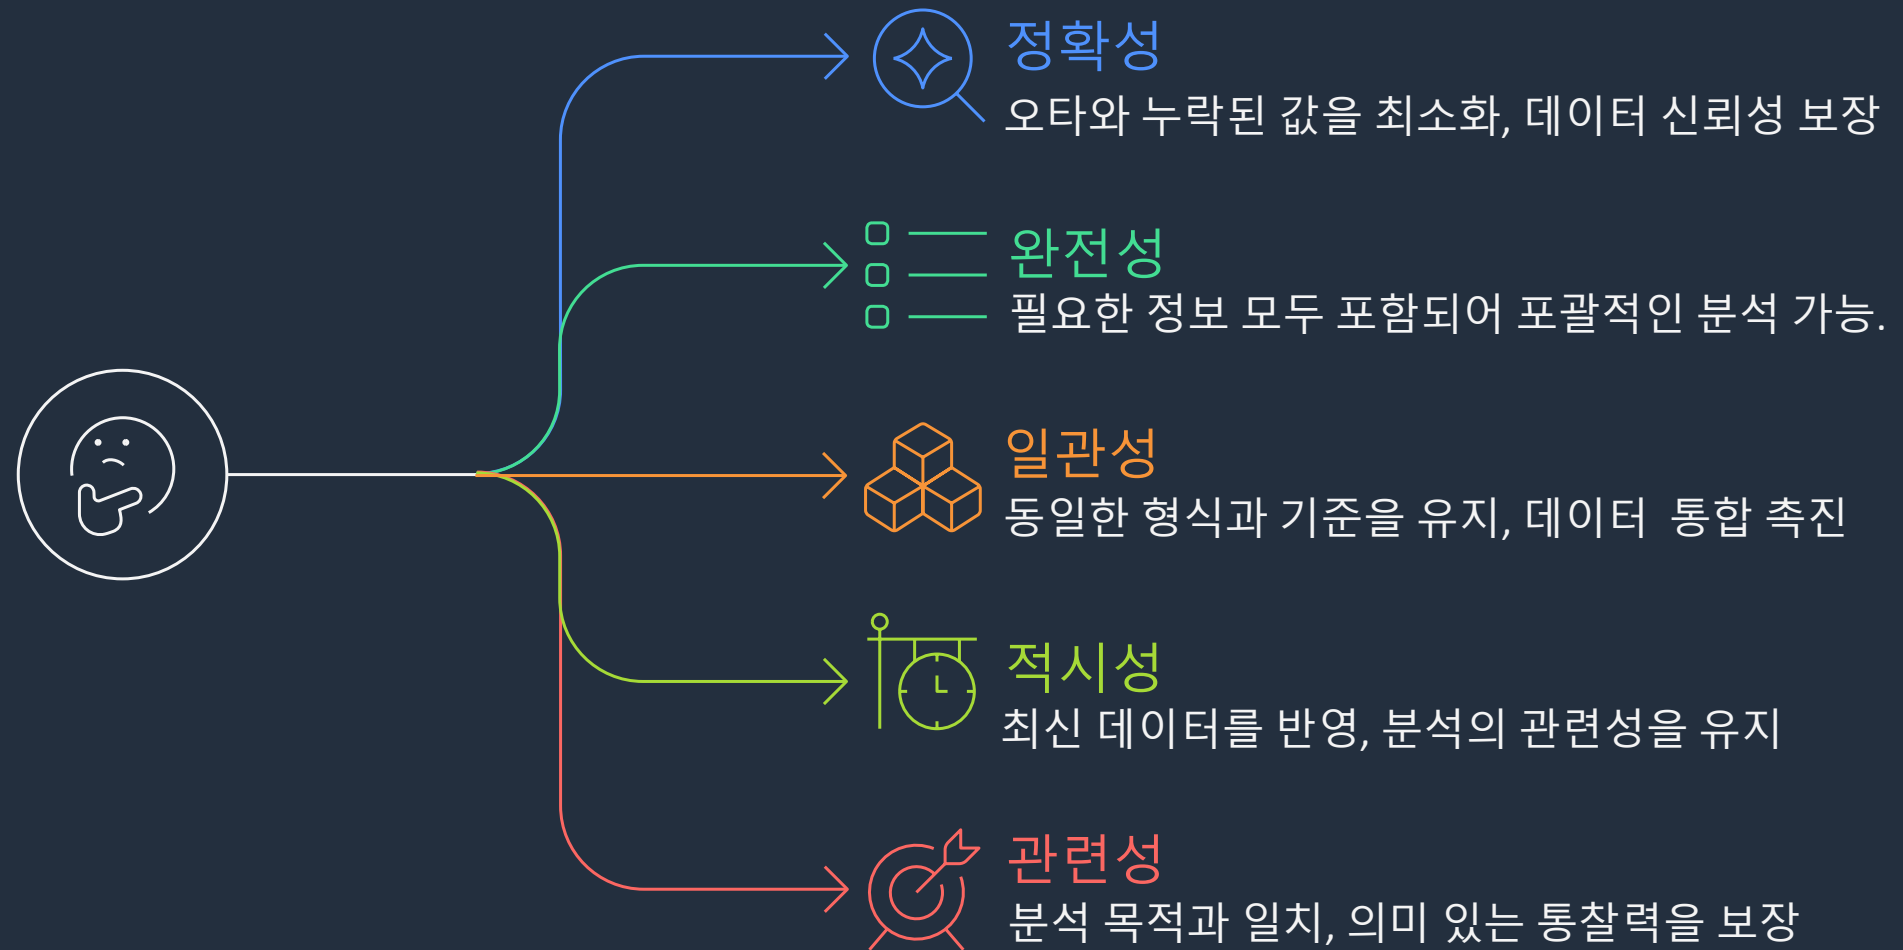 정확성
오타와 누락된 값을 최소화, 데이터 신뢰성 보장
완전성
필요한 정보 모두 포함되어 포괄적인 분석 가능.
일관성
동일한 형식과 기준을 유지, 데이터  통합 촉진
적시성
최신 데이터를 반영, 분석의 관련성을 유지
관련성
분석 목적과 일치, 의미 있는 통찰력을 보장